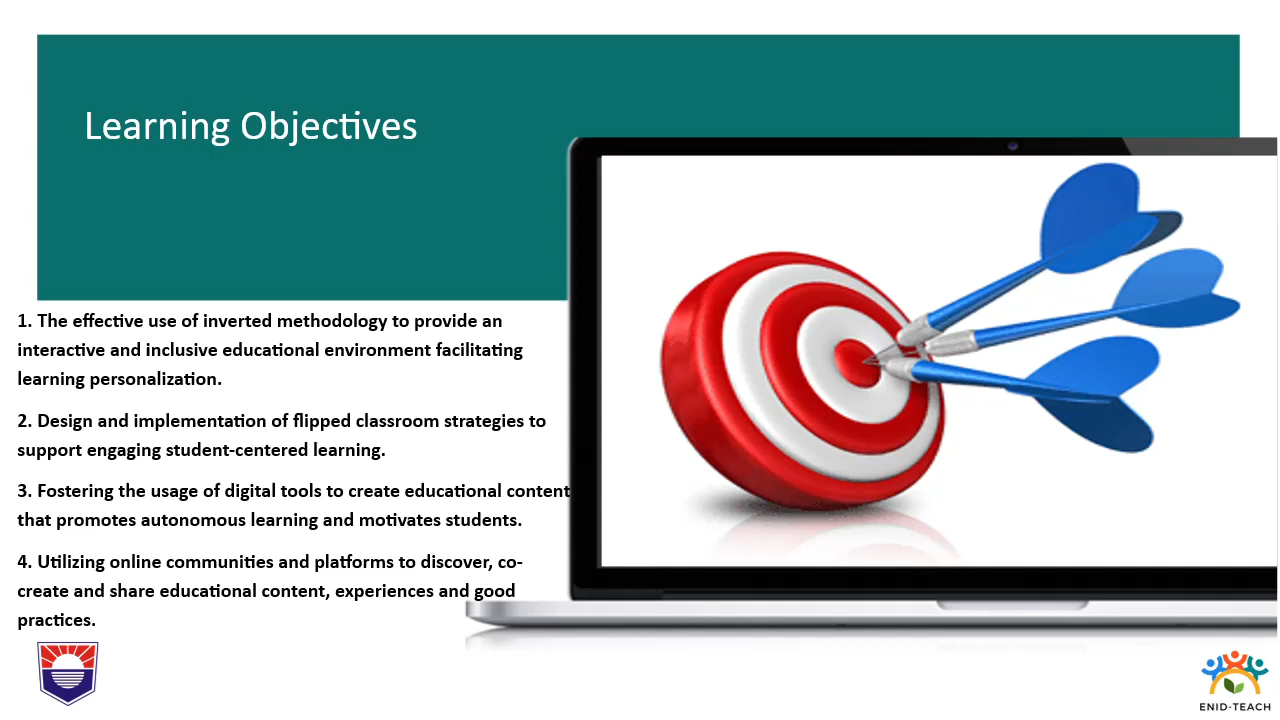 Learning Objectives
1. The effective use of inverted methodology to provide an
interactive and inclusive educational environment facilitating
learning personalization.
2. Design and implementation of flipped classroom strategies to
support engaging student-centered learning.
3. Fostering the usage of digital tools to create educational content
that promotes autonomous learning and motivates students.
4. Utilizing online communities and platforms to discover, co-
create and share educational content, experiences and good
practices.
ENID-TEACH